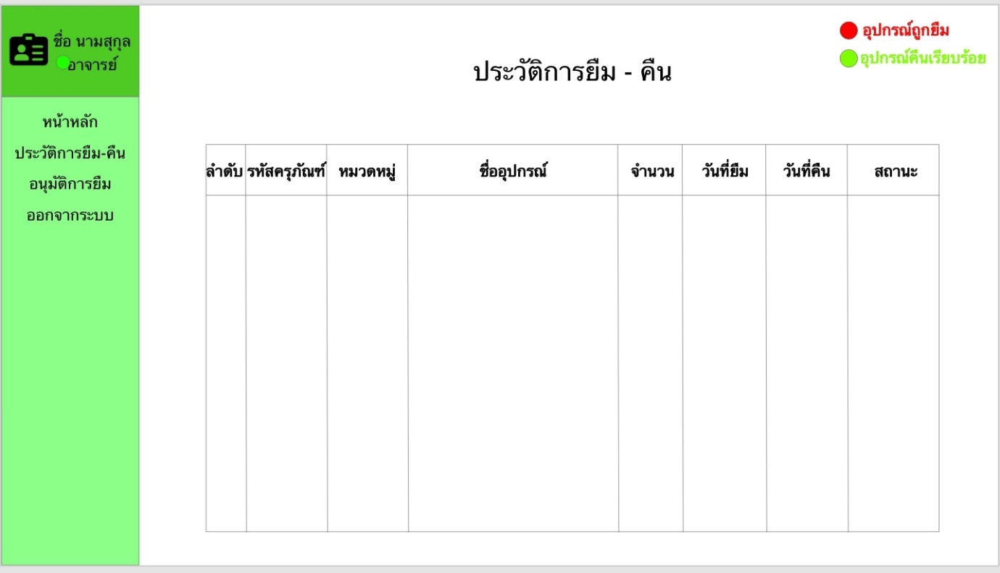 ชื่อ นามสุกุล
อาจารย์
หน้าหลัก
ประวัติการยืม-คืน
อนุมัติการยืม
ออกจากระบบ
อุปกรณ์ถูกยืม
อุปกรณ์คืนเรียบร้อย
ประวัติการยืม - คืน
ลำดับ รหัสครุภัณฑ์ หมวดหมู่ ชื่ออุปกรณ์ จำนวน วันที่ยืม วันที่คืน สถานะ